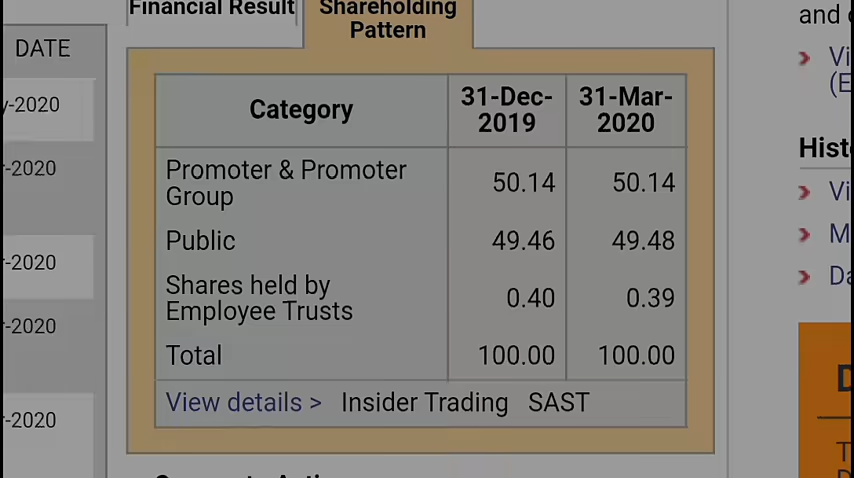 Financial Result
Shareholding
Pattern
and
DATE
-2020
-2020
-2020
-2020
-2020
Category
31-Dec-
2019
31-Mar-
2020
Promoter & Promoter
Group
50.14
50.14
Public
49.46
49.48
Shares held by
Employee Trusts
0.40
0.39
Total
100.00
100.00
View details > Insider Trading SAST
Vi
(E
Hist
Vi
M
Da
D
T